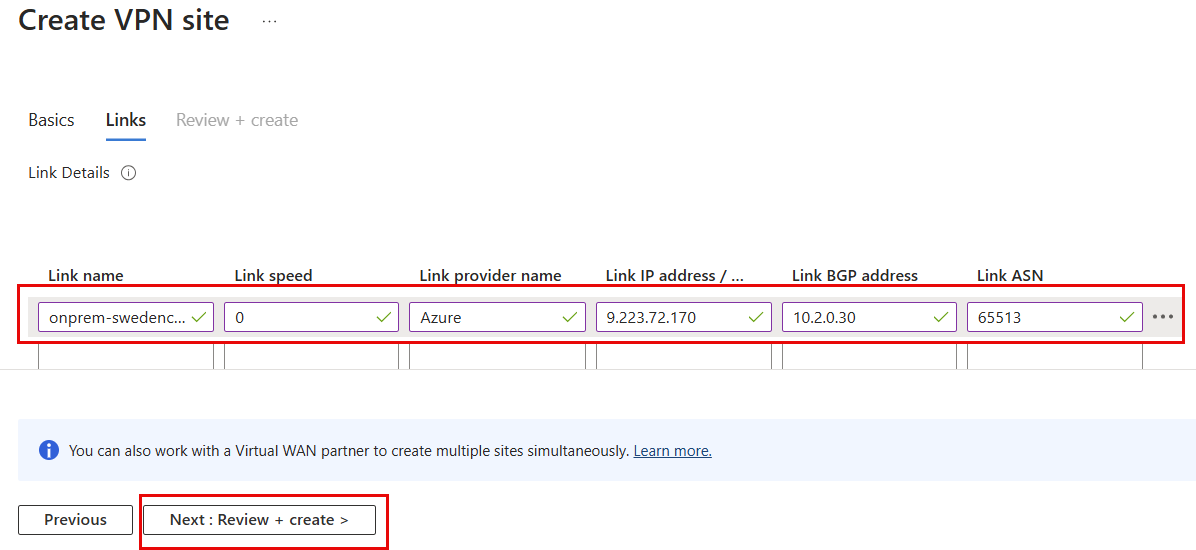 Create VPN site ...
Basics Links Review + create
Link Details
Link name Link speed Link provider name Link IP address / ... Link BGP address Link ASN
onprem-swedenc... 0 Azure 9.223.72.170 10.2.0.30 65513
You can also work with a Virtual WAN partner to create multiple sites simultaneously. Learn more.
Previous Next : Review + create >